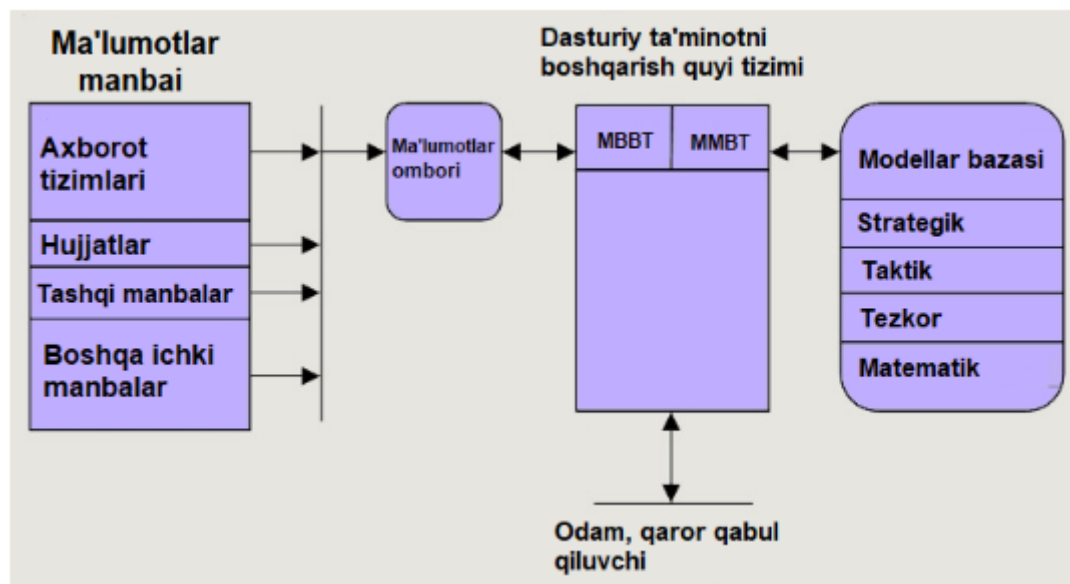 Ma'lumotlar
manbai
Axborot
tizimlari
Hujjatlar
Tashqi manbalar
Boshqa ichki
manbalar
Ma'lumotlar
ombori
Dasturiy ta'minotni
boshqarish quyi tizimi
MBBT
MMBT
Modellar bazasi
Strategik
Taktik
Tezkor
Matematik
Odam, qaror qabul
qiluvchi